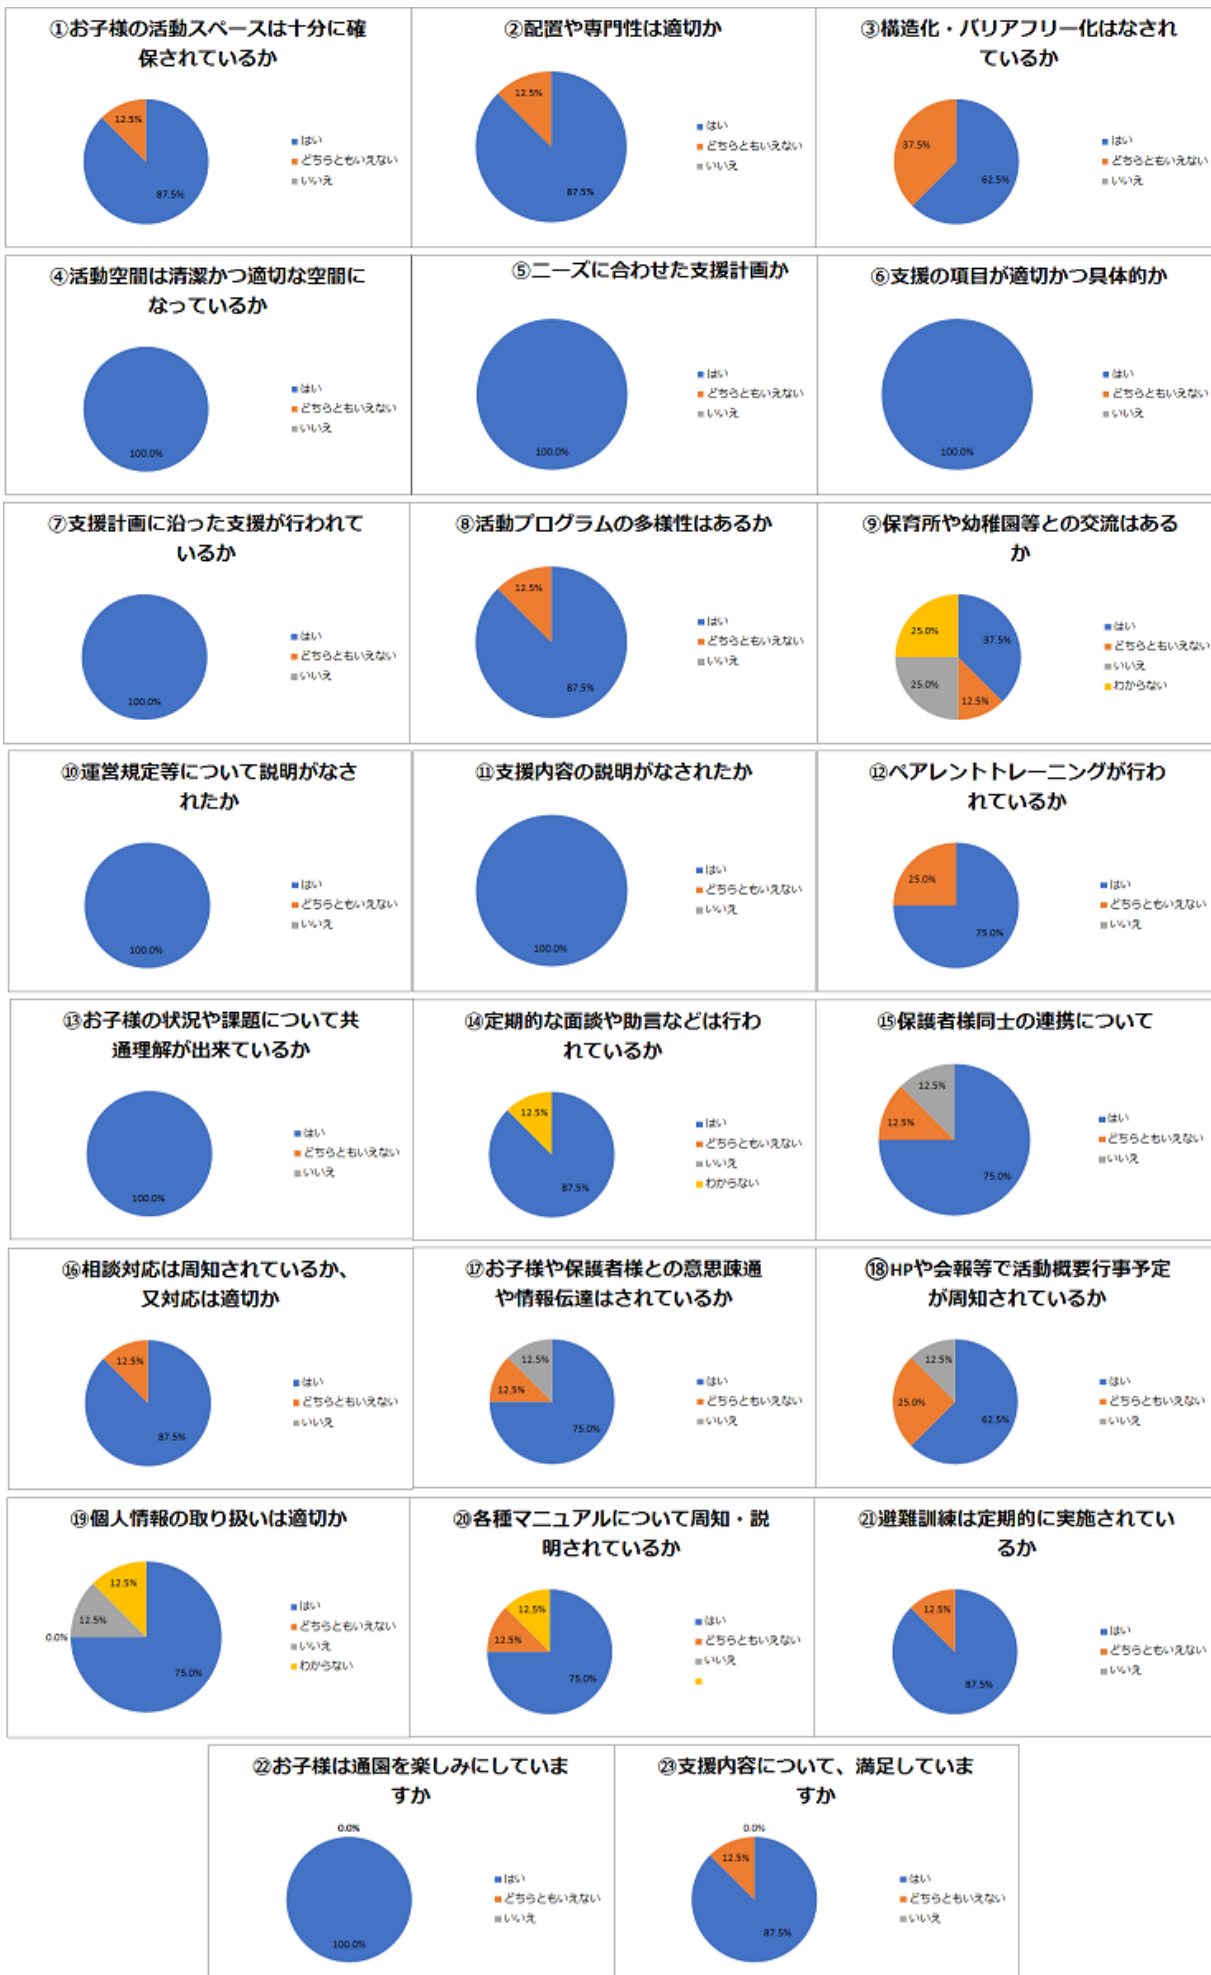 ①お子様の活動スペースは十分に確
保されているか
12.5%
87.5%
はい
どちらともいえない
いいえ
②配置や専門性は適切か
12.5%
87.5%
はい
どちらともいえない
いいえ
③構造化・バリアフリー化はなされ
ているか
37.5%
62.5%
はい
どちらともいえない
いいえ
④活動空間は清潔かつ適切な空間に
なっているか
100.0%
はい
どちらともいえない
いいえ
⑤ニーズに合わせた支援計画か
100.0%
はい
どちらともいえない
いいえ
⑥支援の項目が適切かつ具体的か
100.0%
はい
どちらともいえない
いいえ
⑦支援計画に沿った支援が行われて
いるか
100.0%
はい
どちらともいえない
いいえ
⑧活動プログラムの多様性はあるか
12.5%
87.5%
はい
どちらともいえない
いいえ
⑨保育所や幼稚園等との交流はある
か
25.0%
37.5%
25.0%
12.5%
はい
どちらともいえない
いいえ
わからない
⑩運営規定等について説明がなさ
れたか
100.0%
はい
どちらともいえない
いいえ
⑪支援内容の説明がなされたか
100.0%
はい
どちらともいえない
いいえ
⑫ペアレントトレーニングが行わ
れているか
25.0%
75.0%
はい
どちらともいえない
いいえ
⑬お子様の状況や課題について共
通理解が出来ているか
100.0%
はい
どちらともいえない
いいえ
⑭定期的な面談や助言などは行わ
れているか
12.5%
87.5%
はい
どちらともいえない
いいえ
わからない
⑮保護者様同士の連携について
12.5%
12.5%
75.0%
はい
どちらともいえない
いいえ
⑯相談対応は周知されているか、
又対応は適切か
12.5%
87.5%
はい
どちらともいえない
いいえ
⑰お子様や保護者様との意思疎通
や情報伝達はされているか
12.5%
12.5%
75.0%
はい
どちらともいえない
いいえ
⑱HPや会報等で活動概要行事予定
が周知されているか
12.5%
25.0%
62.5%
はい
どちらともいえない
いいえ
⑲個人情報の取り扱いは適切か
12.5%
12.5%
0.0%
75.0%
はい
どちらともいえない
いいえ
わからない
⑳各種マニュアルについて周知・説
明されているか
12.5%
12.5%
75.0%
はい
どちらともいえない
いいえ
㉑避難訓練は定期的に実施されてい
るか
12.5%
87.5%
はい
どちらともいえない
いいえ
㉒お子様は通園を楽しみにしていま
すか
0.0%
100.0%
はい
どちらともいえない
いいえ
㉓支援内容について、満足していま
すか
0.0%
12.5%
87.5%
はい
どちらともいえない
いいえ